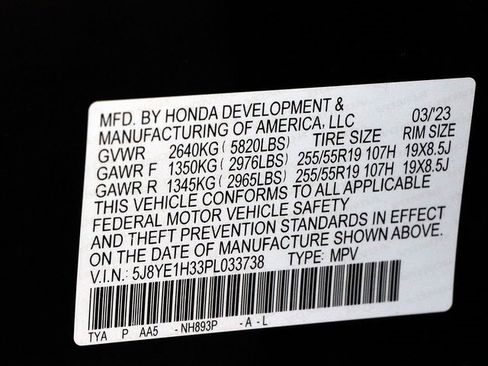 MFD. BY HONDA DEVELOPMENT &
MANUFACTURING OF AMERICA, LLC 03/'23
GVWR 2640KG ( 5820LBS) TIRE SIZE RIM SIZE
GAWR F 1350KG ( 2976LBS) 255/55R19 107H 19X8.5J
GAWR R 1345KG ( 2965LBS) 255/55R19 107H 19X8.5J
THIS VEHICLE CONFORMS TO ALL APPLICABLE
FEDERAL MOTOR VEHICLE SAFETY
AND THEFT PREVENTION STANDARDS IN EFFECT
ON THE DATE OF MANUFACTURE SHOWN ABOVE.
V.I.N.: 5J8YE1H33PL033738 TYPE: MPV
TYA P AA5 - NH893P - A - L